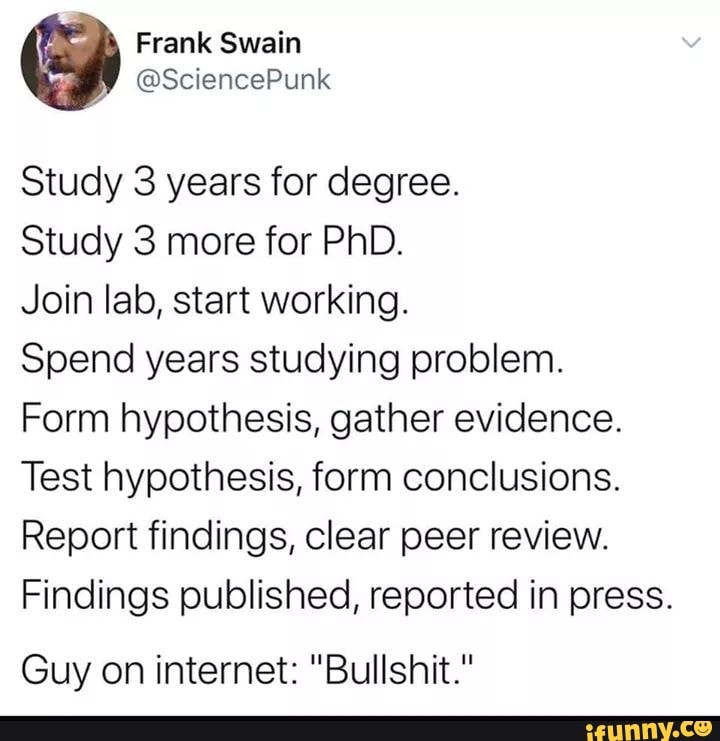 Frank Swain
@SciencePunk
Study 3 years for degree.
Study 3 more for PhD.
Join lab, start working.
Spend years studying problem.
Form hypothesis, gather evidence.
Test hypothesis, form conclusions.
Report findings, clear peer review.
Findings published, reported in press.
Guy on internet: "Bullshit."
ifunny.co